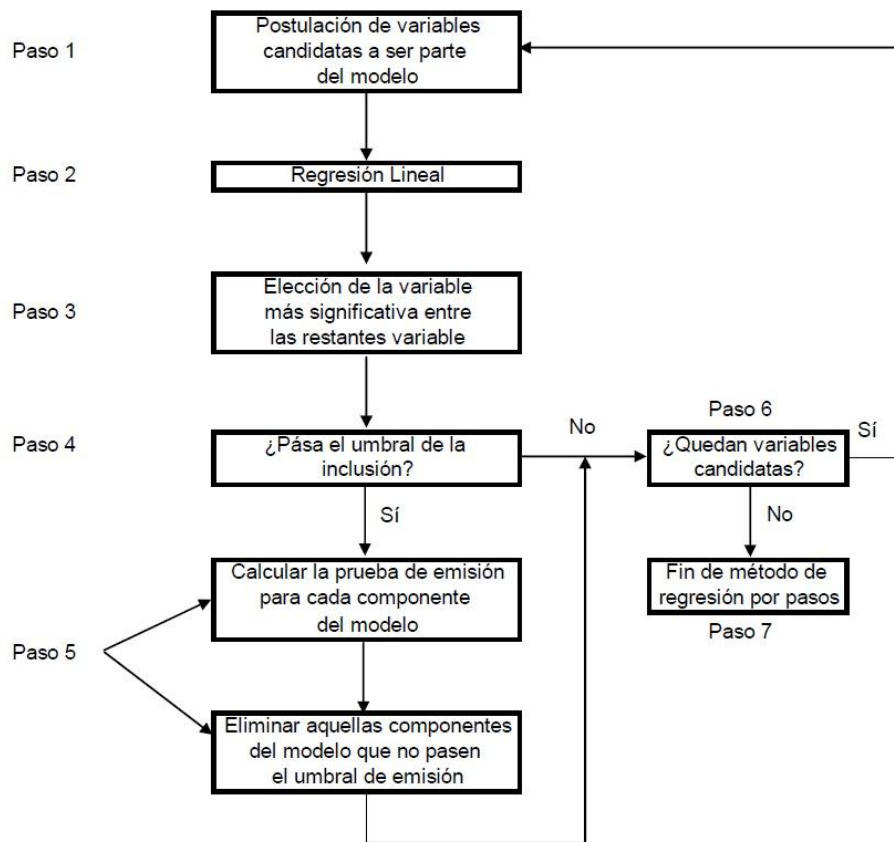 Paso 1
Postulación de variables
candidatas a ser parte
del modelo
Paso 2
Regresión Lineal
Paso 3
Elección de la variable
más significativa entre
las restantes variable
Paso 4
¿Pása el umbral de la
inclusión?
No
Paso 6
¿Quedan variables
candidatas?
Sí
Sí
No
Paso 5
Calcular la prueba de emisión
para cada componente
del modelo
Fin de método de
regresión por pasos
Paso 7
Eliminar aquellas componentes
del modelo que no pasen
el umbral de emisión